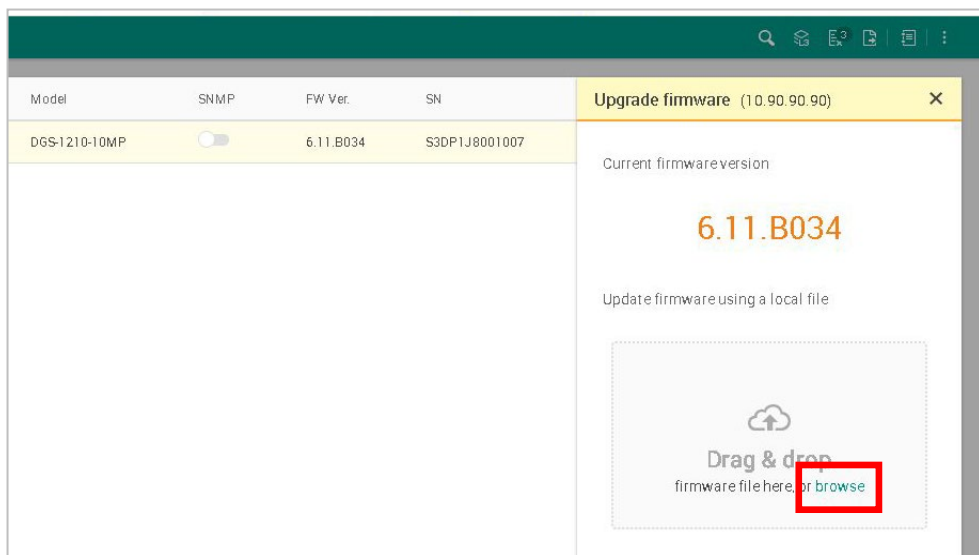 3
Model SNMP FW Ver. SN
DGS-1210-10MP 6.11.B034 S3DP1J8001007
Upgrade firmware (10.90.90.90)
Current firmware version
6.11.B034
Update firmware using a local file
Drag & drop
firmware file here, or browse